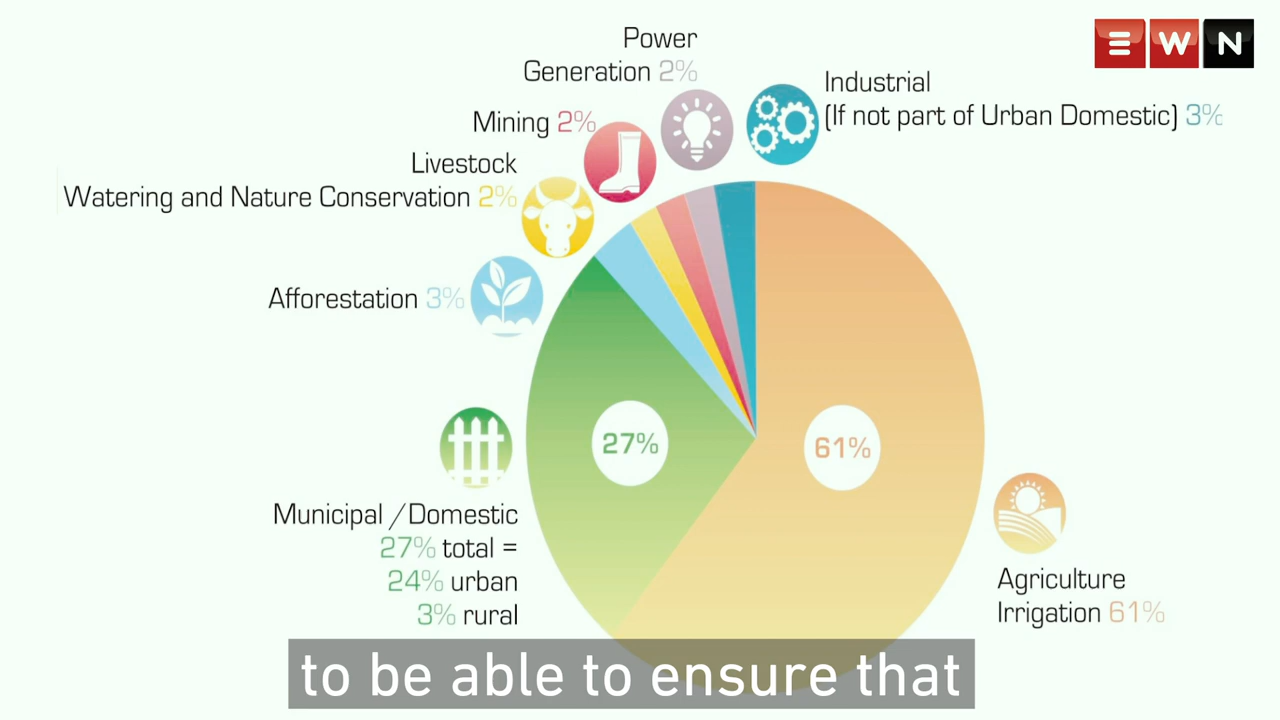 EWN
Power
Generation 2%
Industrial
(If not part of Urban Domestic) 3%
Mining 2%
Livestock
Watering and Nature Conservation 2%
Afforestation 3%
27%
61%
Municipal / Domestic
27% total =
24% urban
3% rural
Agriculture
Irrigation 61%
to be able to ensure that